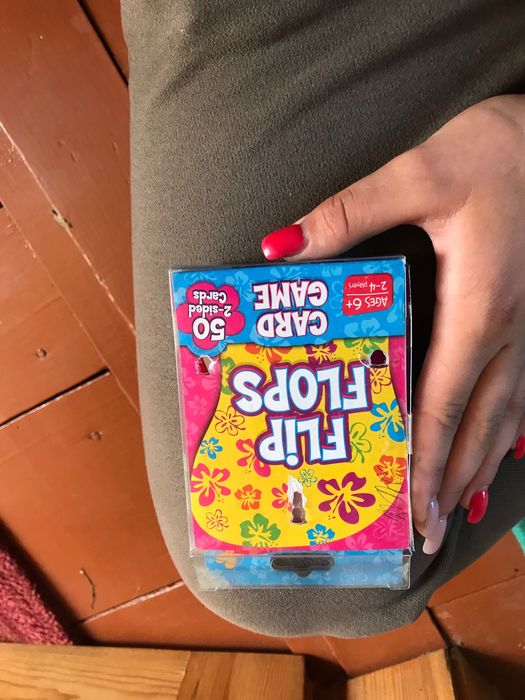 FLiP
FLOPS
CARD
GAME
AGES 6+
2-4 players
50
2-sided
Cards